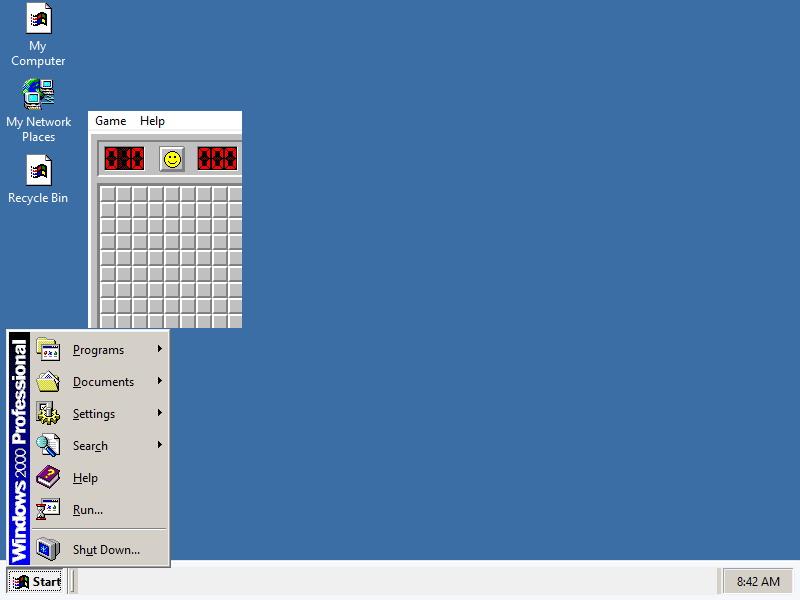 My
Computer
My Network
Places
Recycle Bin
Game Help
Windows 2000 Professional
Programs
Documents
Settings
Search
Help
Run...
Shut Down...
Start
8:42 AM